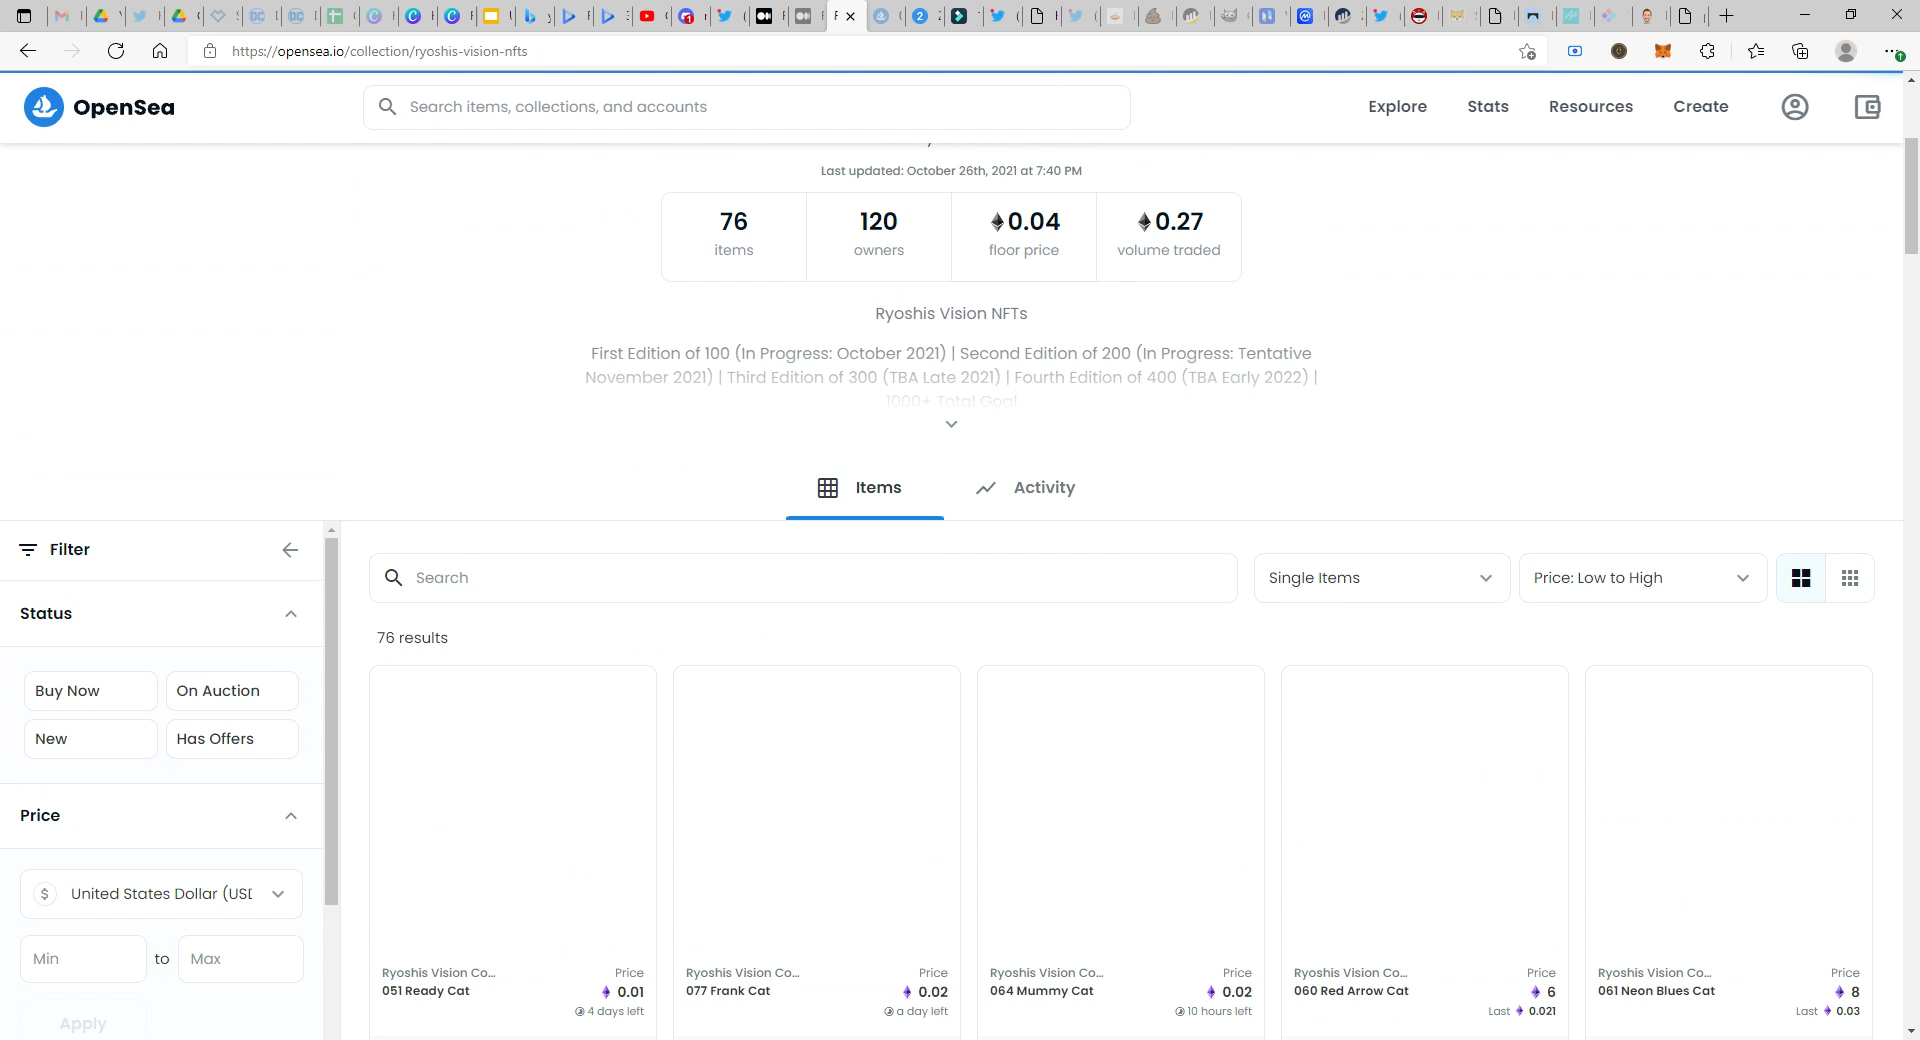 https://opensea.io/collection/ryoshis-vision-nfts
OpenSea
Search items, collections, and accounts
Explore
Stats
Resources
Create
Last updated: October 26th, 2021 at 7:40 PM
76
120
0.04
0.27
items
owners
floor price
volume traded
Ryoshis Vision NFTs
First Edition of 100 (In Progress: October 2021) | Second Edition of 200 (In Progress: Tentative
November 2021) | Third Edition of 300 (TBA Late 2021) | Fourth Edition of 400 (TBA Early 2022) |
1000+ Total Goal
Items
Activity
Filter
Search
Single Items
Price: Low to High
Status
76 results
Buy Now
On Auction
New
Has Offers
Price
$ United States Dollar (USD
Min
to
Max
Apply
Ryoshis Vision Co...
Price
051 Ready Cat
0.01
4 days left
Ryoshis Vision Co...
Price
077 Frank Cat
0.02
a day left
Ryoshis Vision Co...
Price
064 Mummy Cat
0.02
10 hours left
Ryoshis Vision Co...
Price
060 Red Arrow Cat
6
Last 0.021
Ryoshis Vision Co...
Price
061 Neon Blues Cat
8
Last 0.03